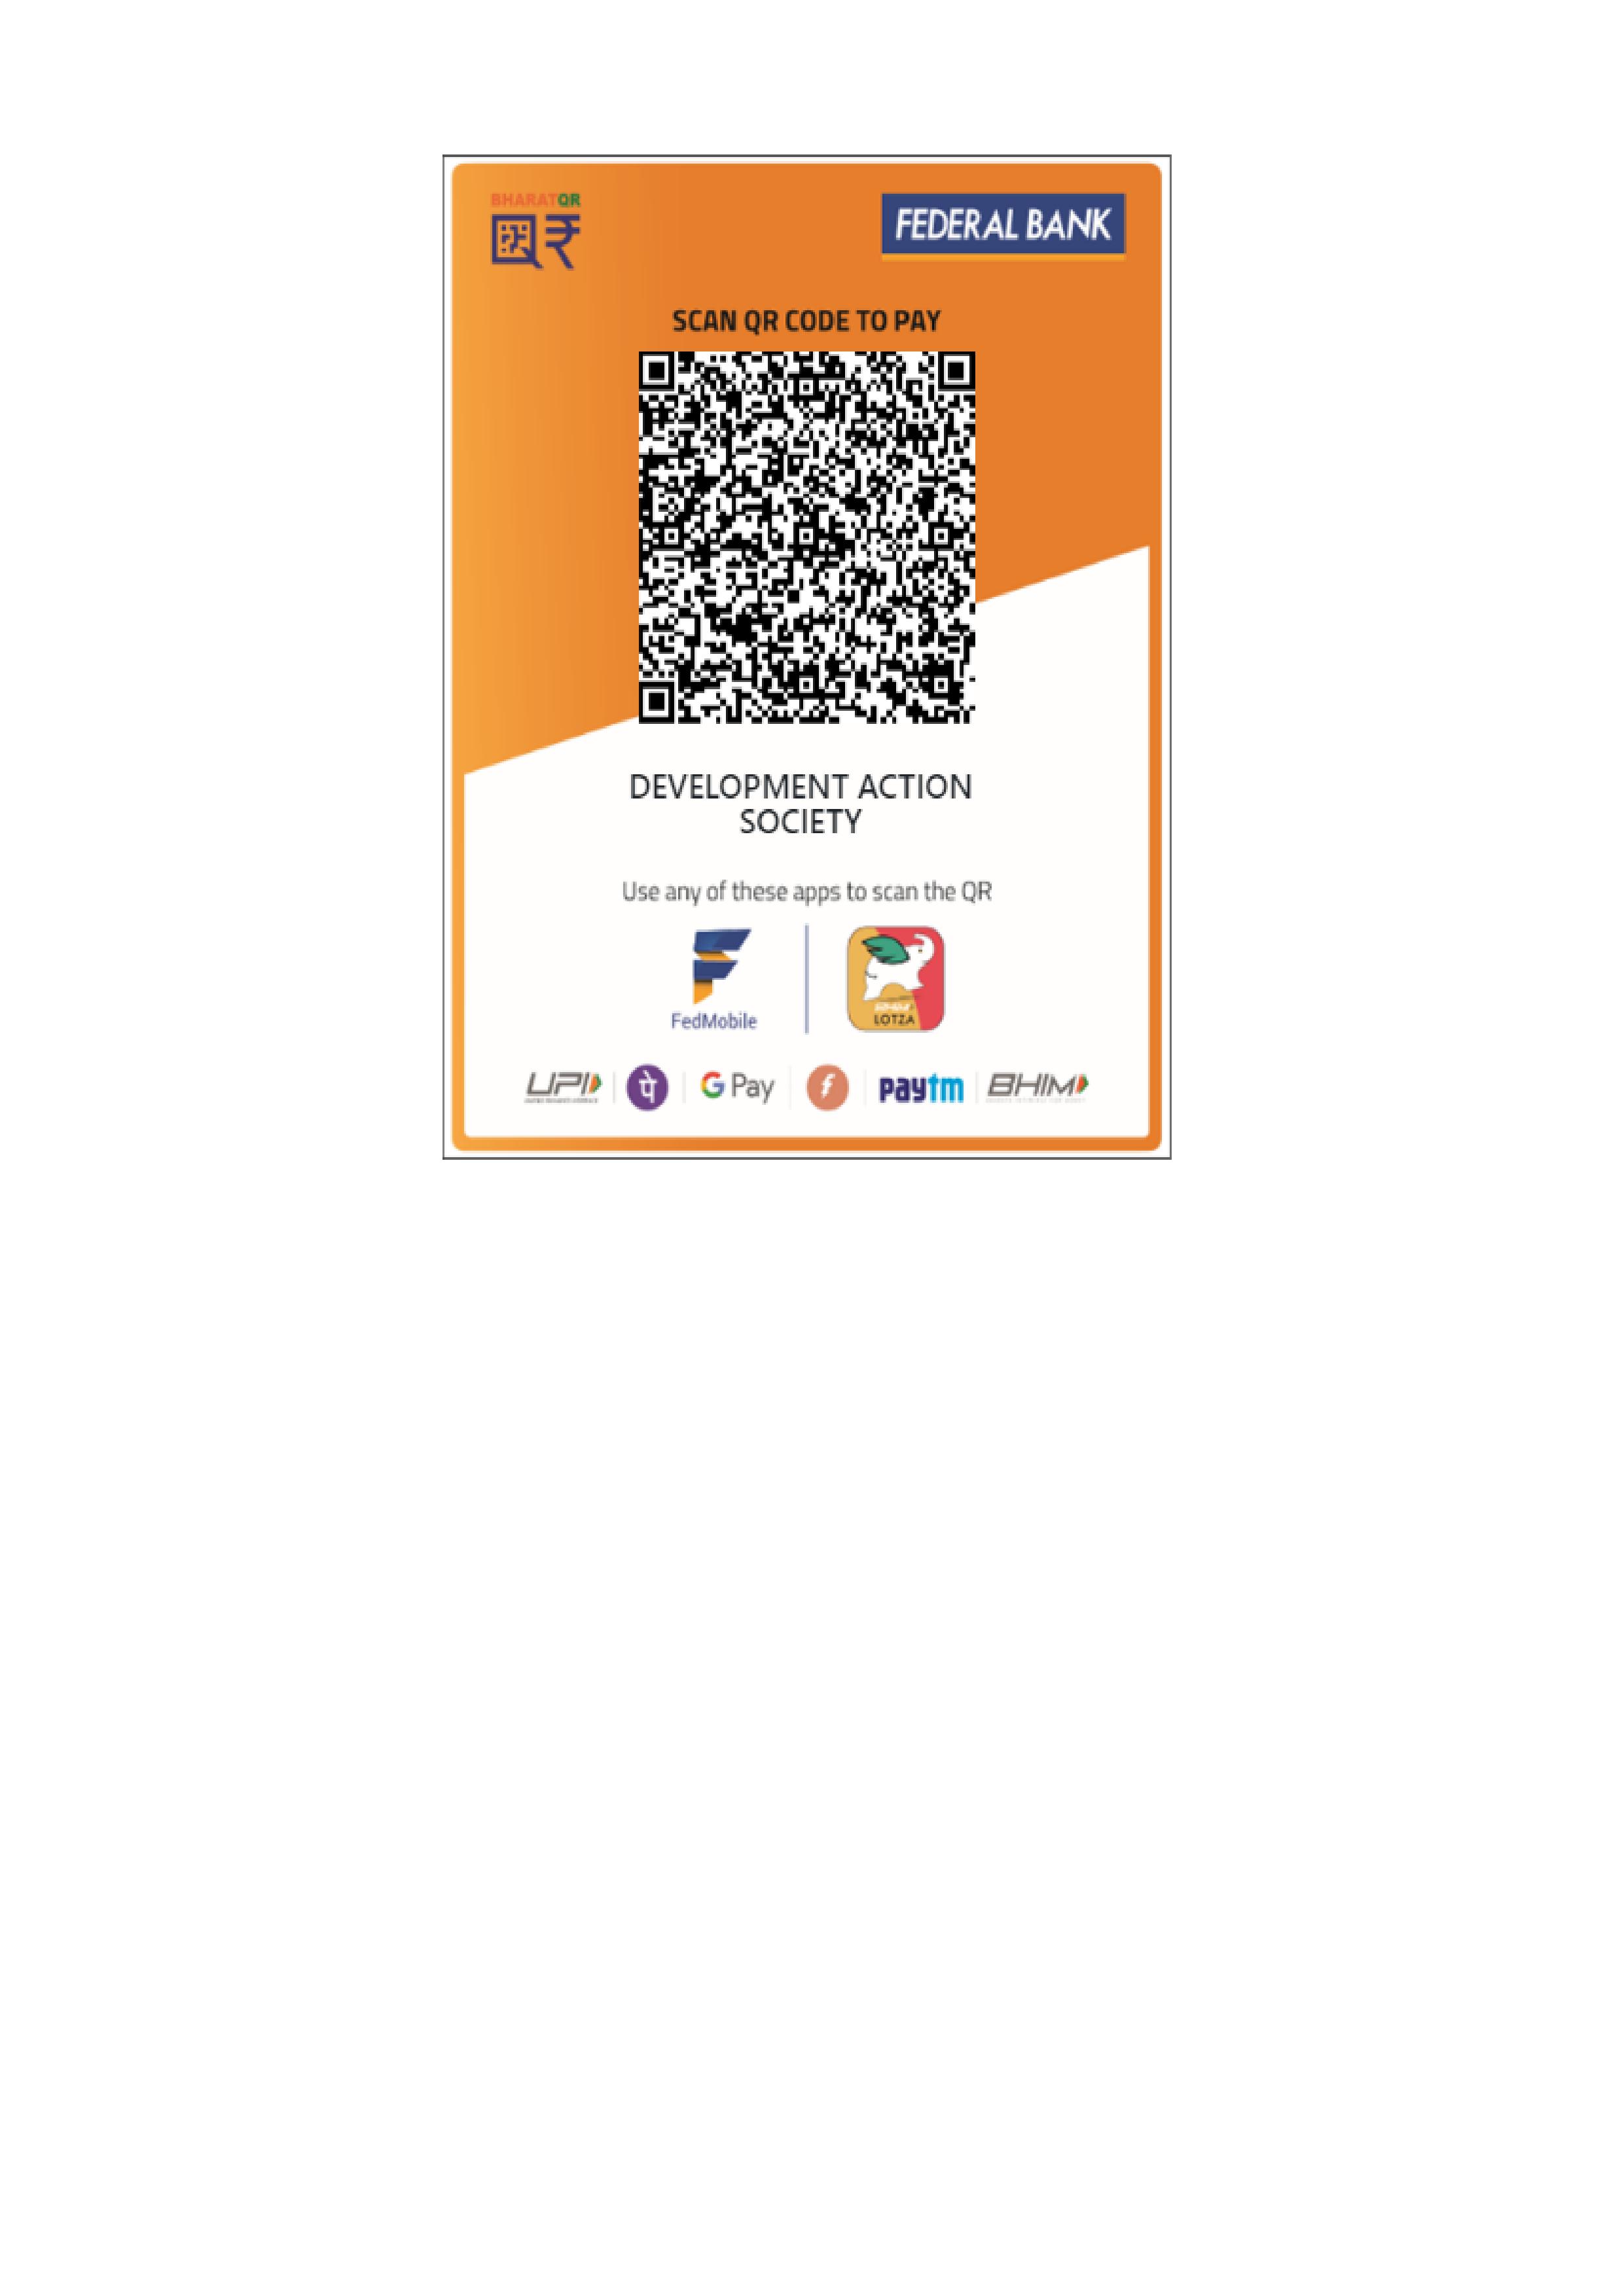 BHARATQR
FEDERAL BANK
SCAN QR CODE TO PAY
DEVELOPMENT ACTION
SOCIETY
Use any of these apps to scan the QR
FedMobile
LOTZA
UPI पे G Pay paytm BHIM